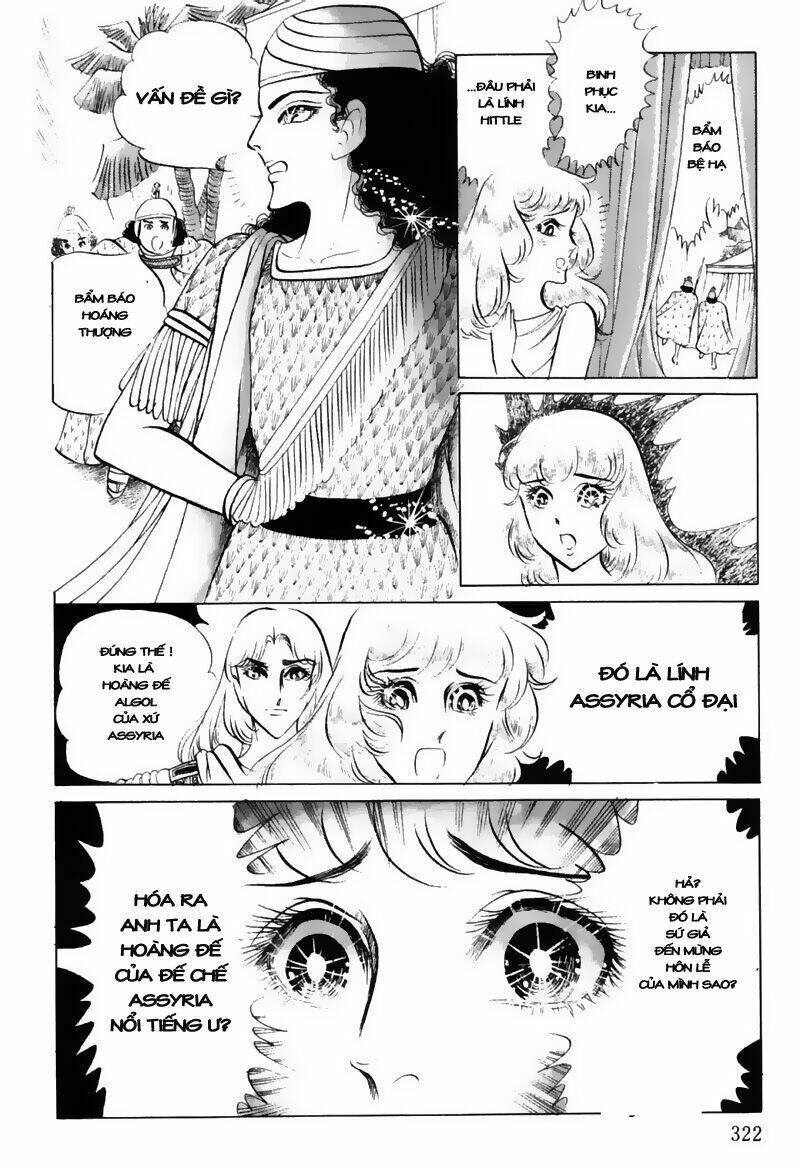 BẨM
BÁO
BỆ HẠ
BINH
PHỤC
KIA...
...ĐÂU PHẢI
LÀ LÍNH
HITTLE
VẤN ĐỀ GÌ?
BẨM BÁO
HOÁNG
THƯỢNG
ĐÓ LÀ LÍNH
ASSYRIA CỔ ĐẠI
ĐÚNG THẾ !
KIA LÀ
HOÀNG ĐẾ
ALGOL
CỦA XỨ
ASSYRIA
HẢ?
KHÔNG PHẢI
ĐÓ LÀ
SỨ GIẢ
ĐẾN MỪNG
HÔN LỄ
CỦA MÌNH SAO?
HÓA RA
ANH TA LÀ
HOÀNG ĐẾ
CỦA ĐẾ CHẾ
ASSYRIA
NỔI TIẾNG Ư?
322